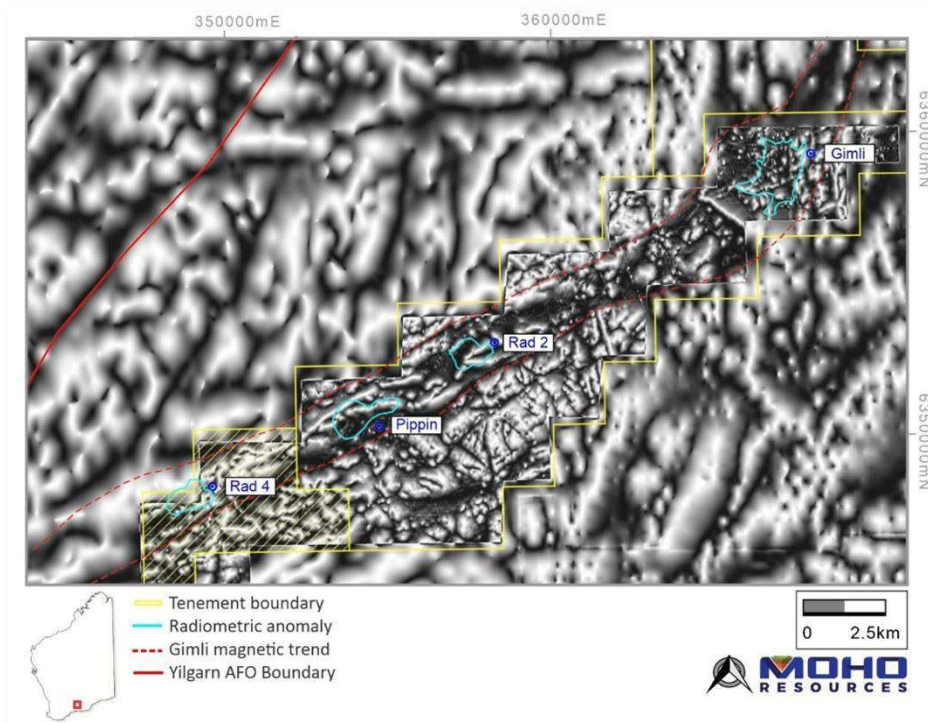 350000mE
360000mE
6360000mN
Gimli
Rad 2
Pippin
6350000mN
Rad 4
Tenement boundary
Radiometric anomaly
Gimli magnetic trend
Yilgarn AFO Boundary
0 2.5km
MOHO
RESOURCES